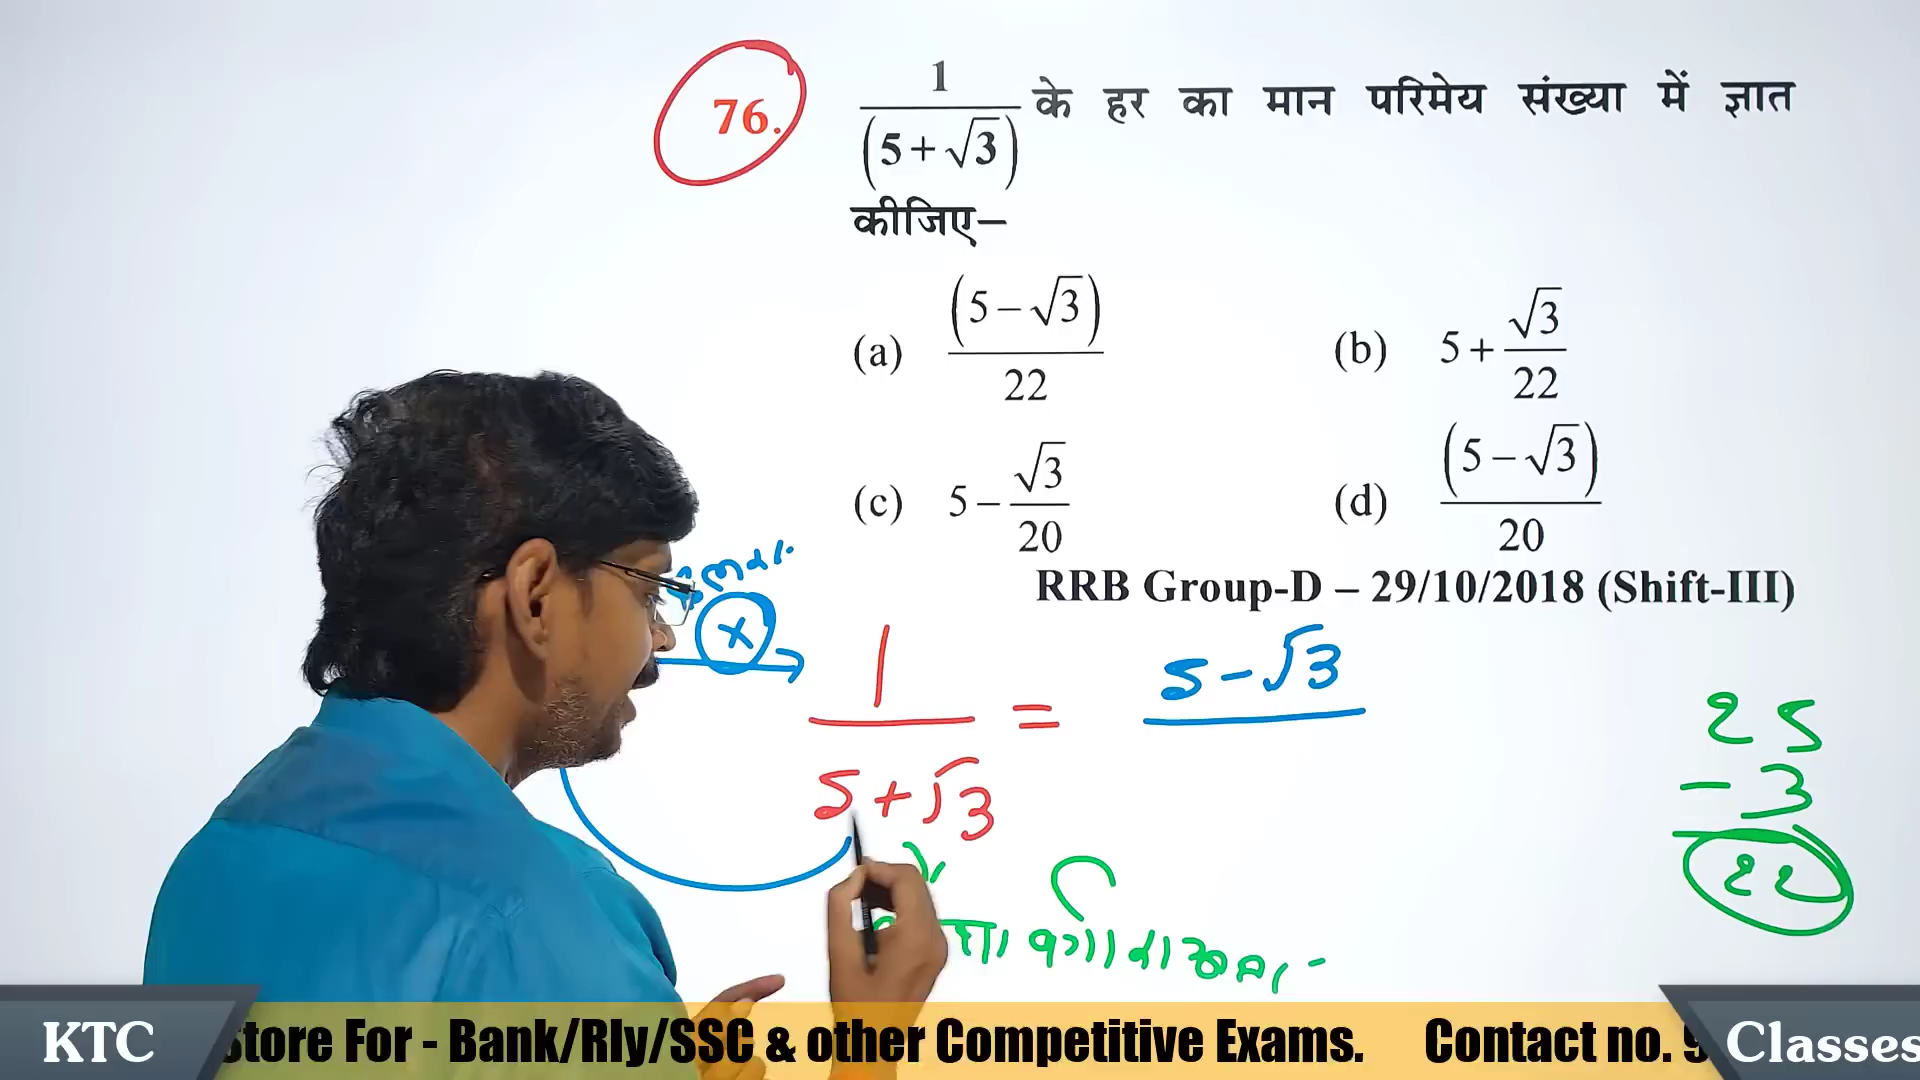 76. 1/(5+√3) के हर का मान परिमेय संख्या में ज्ञात
कीजिए–
(a) (5−√3)/22 (b) 5+√3/22
(c) 5−√3/20 (d) (5−√3)/20
RRB Group-D – 29/10/2018 (Shift-III)
x
1/5+√3 = 5-√3
25
- 3
22
KTC
Store For - Bank/Rly/SSC & other Competitive Exams. Contact no. 9
Classes